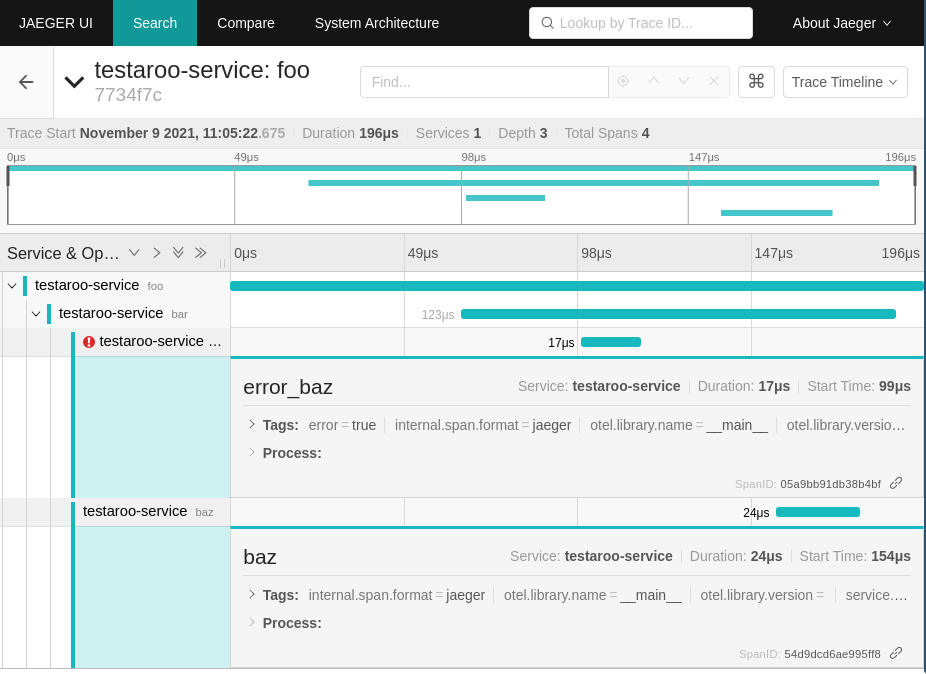 JAEGER UI Search Compare System Architecture Lookup by Trace ID... About Jaeger
testaroo-service: foo
7734f7c
Find...
⌘
Trace Timeline
Trace Start November 9 2021, 11:05:22.675 Duration 196μs Services 1 Depth 3 Total Spans 4
0μs 49μs 98μs 147μs 196μs
Service & Op… 0μs 49μs 98μs 147μs 196μs
testaroo-service foo
testaroo-service bar 123μs
testaroo-service … 17μs
error_baz Service: testaroo-service Duration: 17μs Start Time: 99μs
Tags: error = true internal.span.format = jaeger otel.library.name = __main__ otel.library.versio…
Process:
SpanID: 05a9bb91db38b4bf
testaroo-service baz 24μs
baz Service: testaroo-service Duration: 24μs Start Time: 154μs
Tags: internal.span.format = jaeger otel.library.name = __main__ otel.library.version = service.…
Process:
SpanID: 54d9dcd6ae995ff8